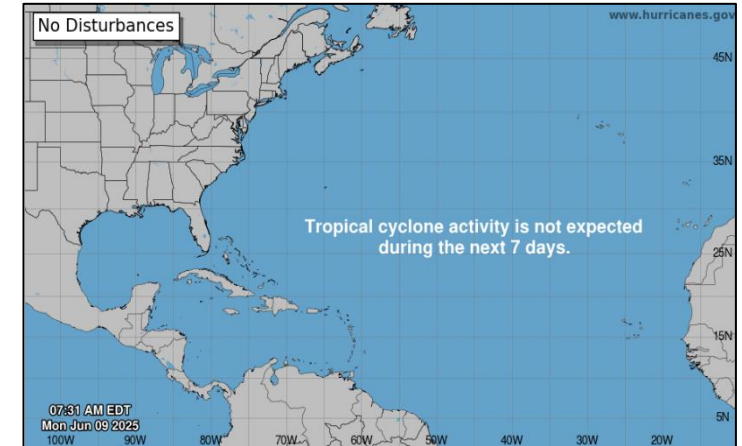 No Disturbances
www.hurricanes.gov
45N
35N
Tropical cyclone activity is not expected
during the next 7 days.
25N
15N
07:31 AM EDT
Mon Jun 09 2025
5N
100W 90W 80W 70W 60W 50W 40W 30W 20W 10W